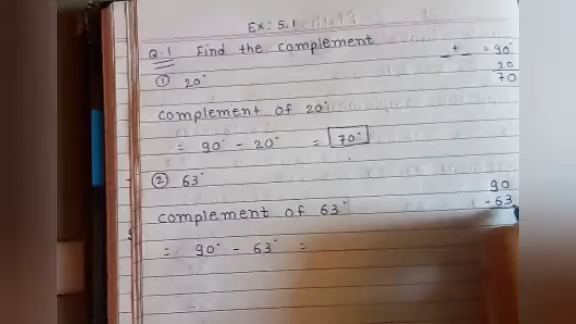 Ex: 5.1
Q.1 Find the complement
_ + _ = 90°
① 20°
20
70
complement of 20°
= 90° - 20° = 70°
② 63°
90
- 63
complement of 63°
= 90° - 63° =